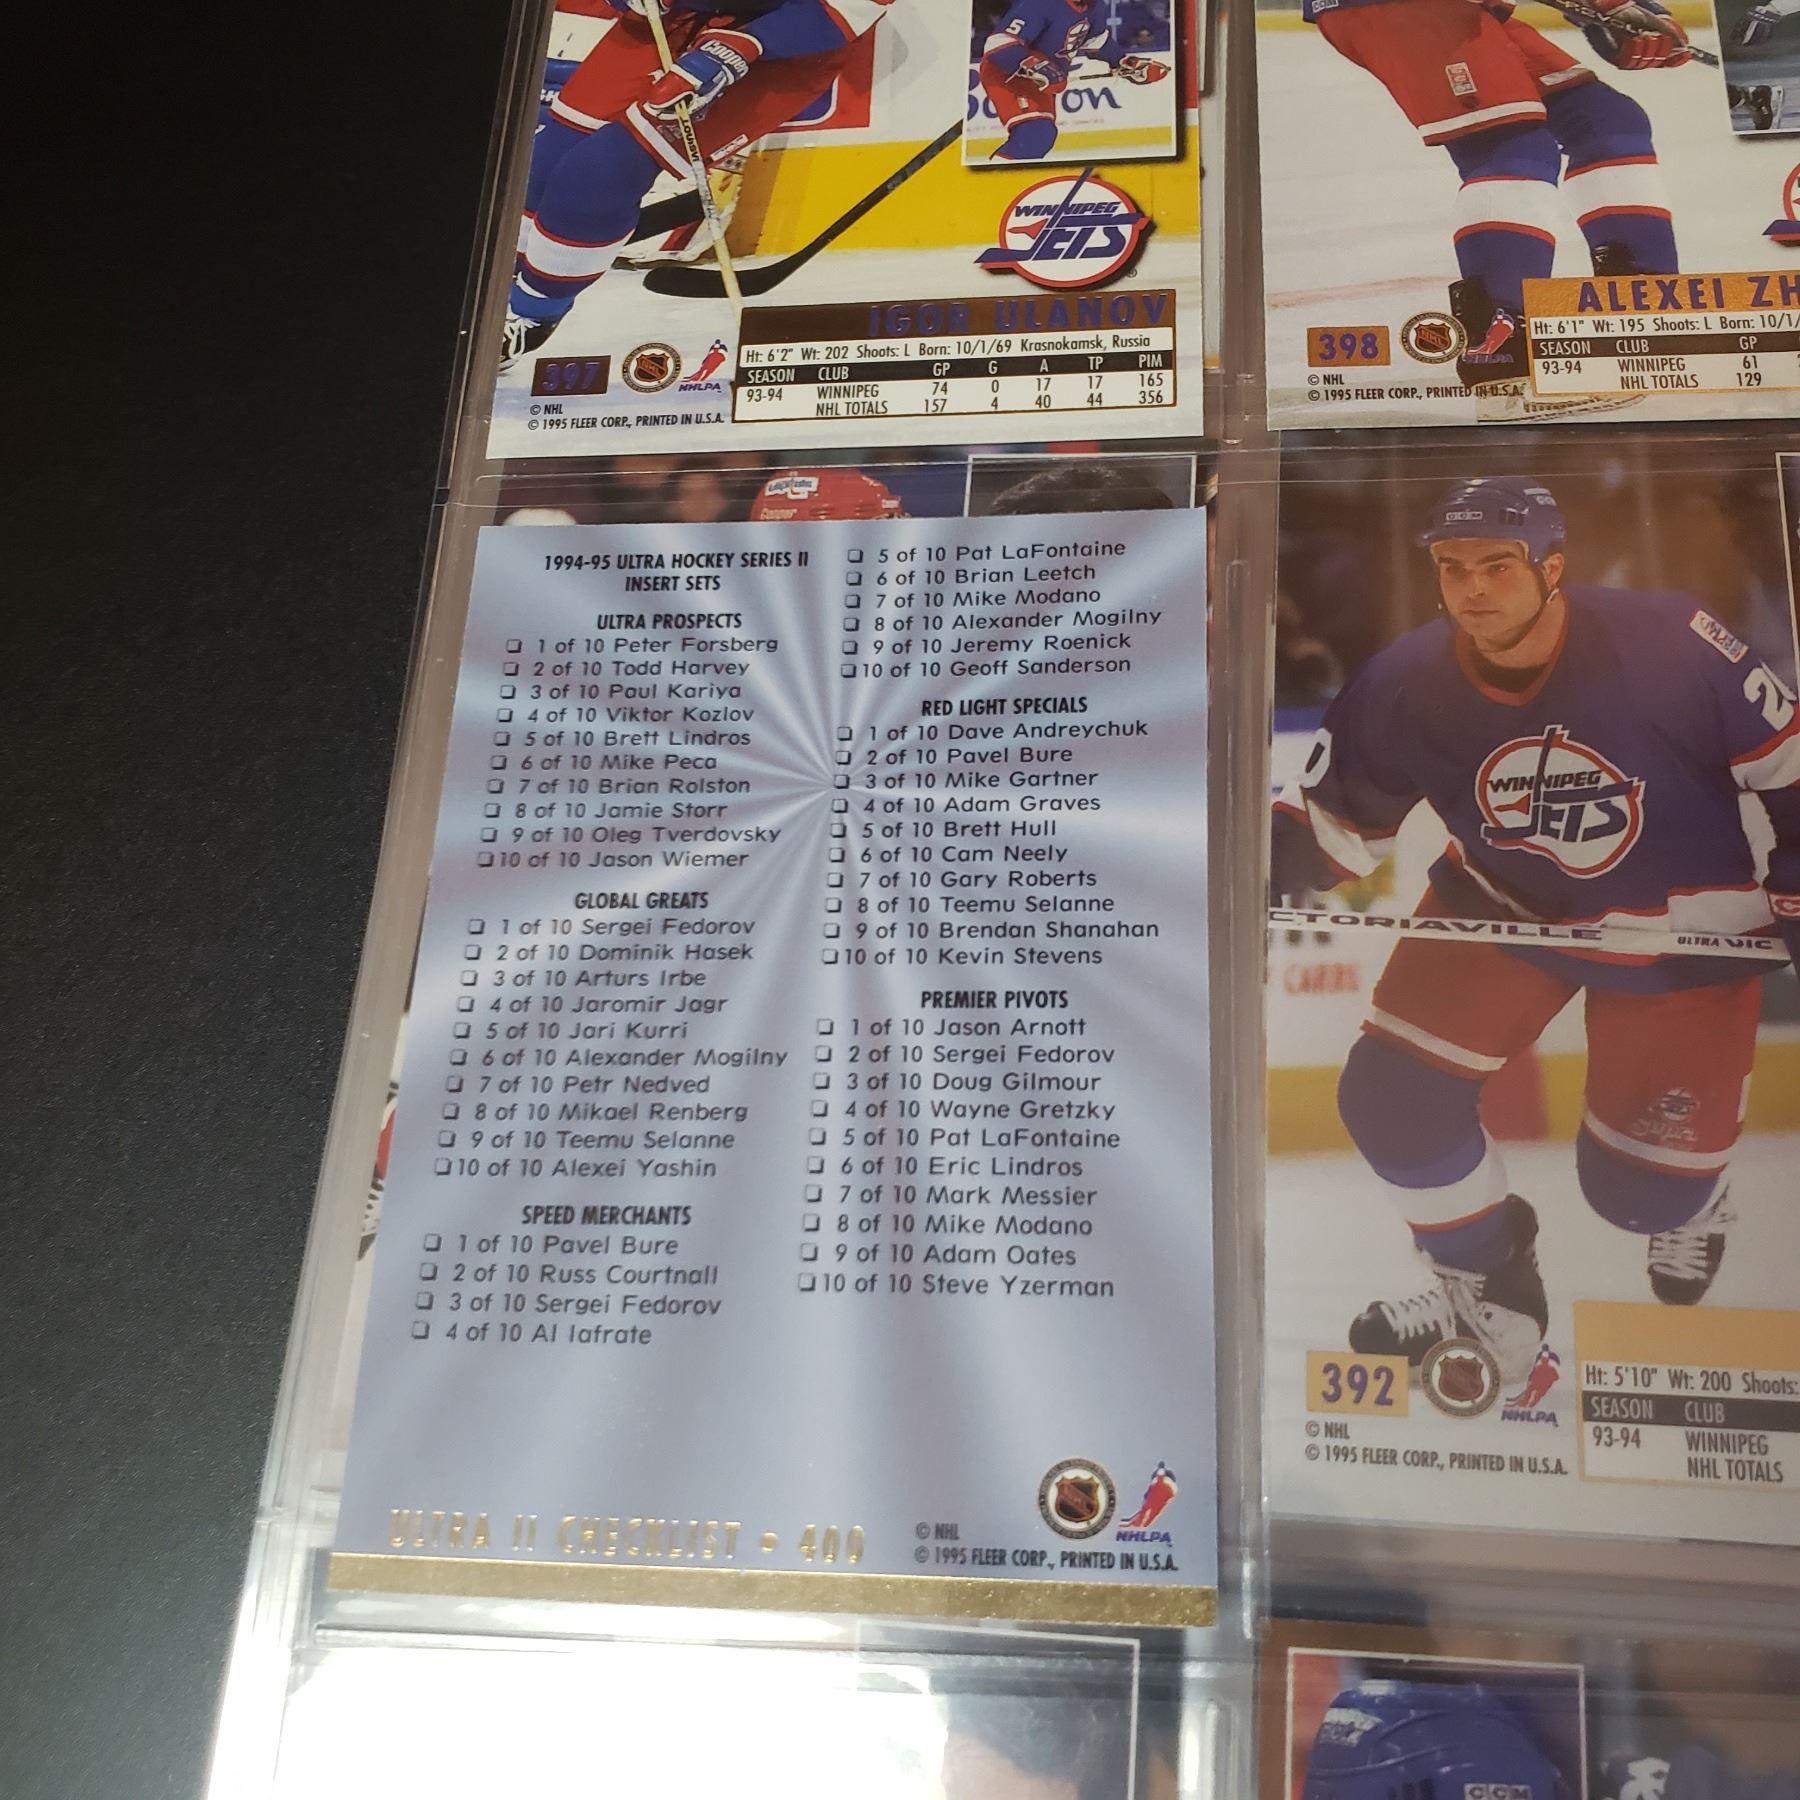 Cooper
LOUISVI
5
on
WINNIPEG
JETS
IGOR ULANOV
Ht: 6'2" Wt: 202 Shoots: L Born: 10/1/69 Krasnokamsk, Russia
SEASON CLUB GP G A TP PIM
93-94 WINNIPEG 74 0 17 17 165
NHL TOTALS 157 4 40 44 356
397
NHLPA
© NHL
© 1995 FLEER CORP., PRINTED IN U.S.A.
CCM
ALEXEI ZH
Ht: 6'1" Wt: 195 Shoots: L Born: 10/1/
SEASON CLUB GP
93-94 WINNIPEG 61
NHL TOTALS 129
398
NHLPA
© NHL
© 1995 FLEER CORP., PRINTED IN U.S.A.
Cooper
1994-95 ULTRA HOCKEY SERIES II
INSERT SETS
ULTRA PROSPECTS
❏ 1 of 10 Peter Forsberg
❏ 2 of 10 Todd Harvey
❏ 3 of 10 Paul Kariya
❏ 4 of 10 Viktor Kozlov
❏ 5 of 10 Brett Lindros
❏ 6 of 10 Mike Peca
❏ 7 of 10 Brian Rolston
❏ 8 of 10 Jamie Storr
❏ 9 of 10 Oleg Tverdovsky
❏ 10 of 10 Jason Wiemer
GLOBAL GREATS
❏ 1 of 10 Sergei Fedorov
❏ 2 of 10 Dominik Hasek
❏ 3 of 10 Arturs Irbe
❏ 4 of 10 Jaromir Jagr
❏ 5 of 10 Jari Kurri
❏ 6 of 10 Alexander Mogilny
❏ 7 of 10 Petr Nedved
❏ 8 of 10 Mikael Renberg
❏ 9 of 10 Teemu Selanne
❏ 10 of 10 Alexei Yashin
SPEED MERCHANTS
❏ 1 of 10 Pavel Bure
❏ 2 of 10 Russ Courtnall
❏ 3 of 10 Sergei Fedorov
❏ 4 of 10 Al Iafrate
❏ 5 of 10 Pat LaFontaine
❏ 6 of 10 Brian Leetch
❏ 7 of 10 Mike Modano
❏ 8 of 10 Alexander Mogilny
❏ 9 of 10 Jeremy Roenick
❏ 10 of 10 Geoff Sanderson
RED LIGHT SPECIALS
❏ 1 of 10 Dave Andreychuk
❏ 2 of 10 Pavel Bure
❏ 3 of 10 Mike Gartner
❏ 4 of 10 Adam Graves
❏ 5 of 10 Brett Hull
❏ 6 of 10 Cam Neely
❏ 7 of 10 Gary Roberts
❏ 8 of 10 Teemu Selanne
❏ 9 of 10 Brendan Shanahan
❏ 10 of 10 Kevin Stevens
PREMIER PIVOTS
❏ 1 of 10 Jason Arnott
❏ 2 of 10 Sergei Fedorov
❏ 3 of 10 Doug Gilmour
❏ 4 of 10 Wayne Gretzky
❏ 5 of 10 Pat LaFontaine
❏ 6 of 10 Eric Lindros
❏ 7 of 10 Mark Messier
❏ 8 of 10 Mike Modano
❏ 9 of 10 Adam Oates
❏ 10 of 10 Steve Yzerman
ULTRA II CHECKLIST • 400
NHLPA
© NHL
© 1995 FLEER CORP., PRINTED IN U.S.A.
CCM
WINNIPEG
JETS
CTORIAVILLE ULTRA VIC
392
NHLPA
© NHL
© 1995 FLEER CORP., PRINTED IN U.S.A.
Ht: 5'10" Wt: 200 Shoots:
SEASON CLUB
93-94 WINNIPEG
NHL TOTALS
CCM